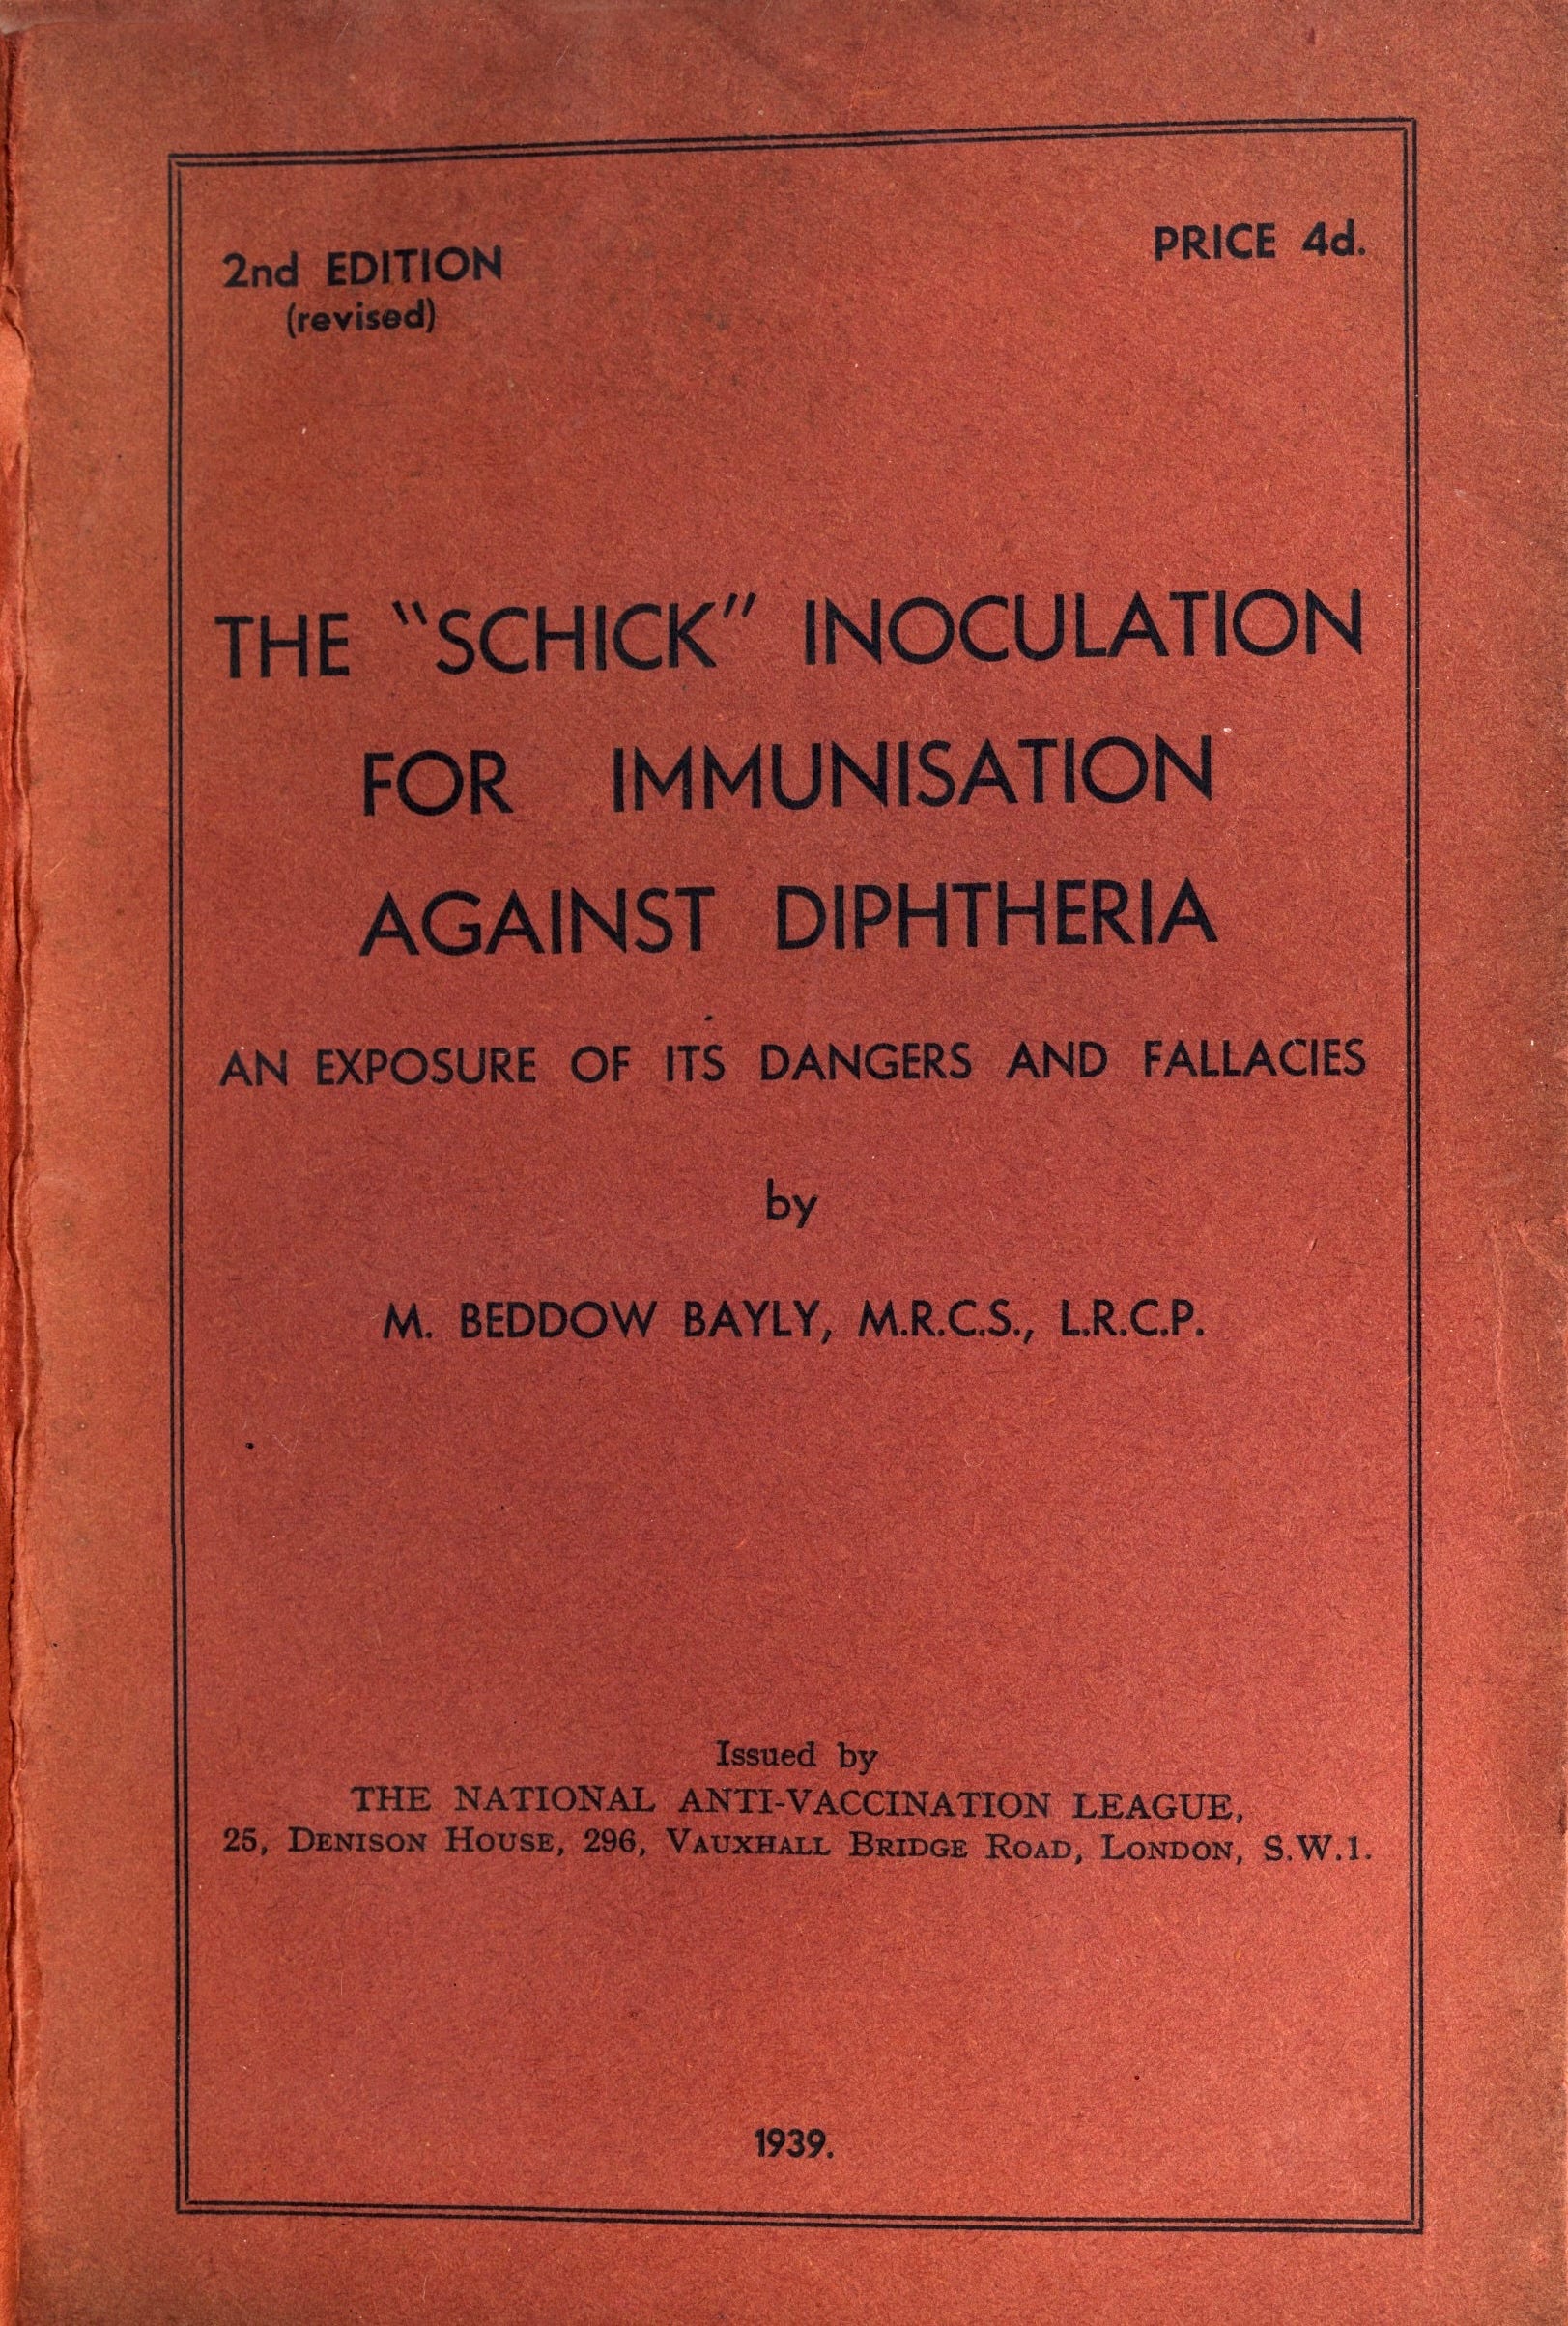 2nd EDITION
(revised)
PRICE 4d.
THE "SCHICK" INOCULATION
FOR IMMUNISATION
AGAINST DIPHTHERIA
AN EXPOSURE OF ITS DANGERS AND FALLACIES
by
M. BEDDOW BAYLY, M.R.C.S., L.R.C.P.
Issued by
THE NATIONAL ANTI-VACCINATION LEAGUE,
25, DENISON HOUSE, 296, VAUXHALL BRIDGE ROAD, LONDON, S.W.1.
1939.